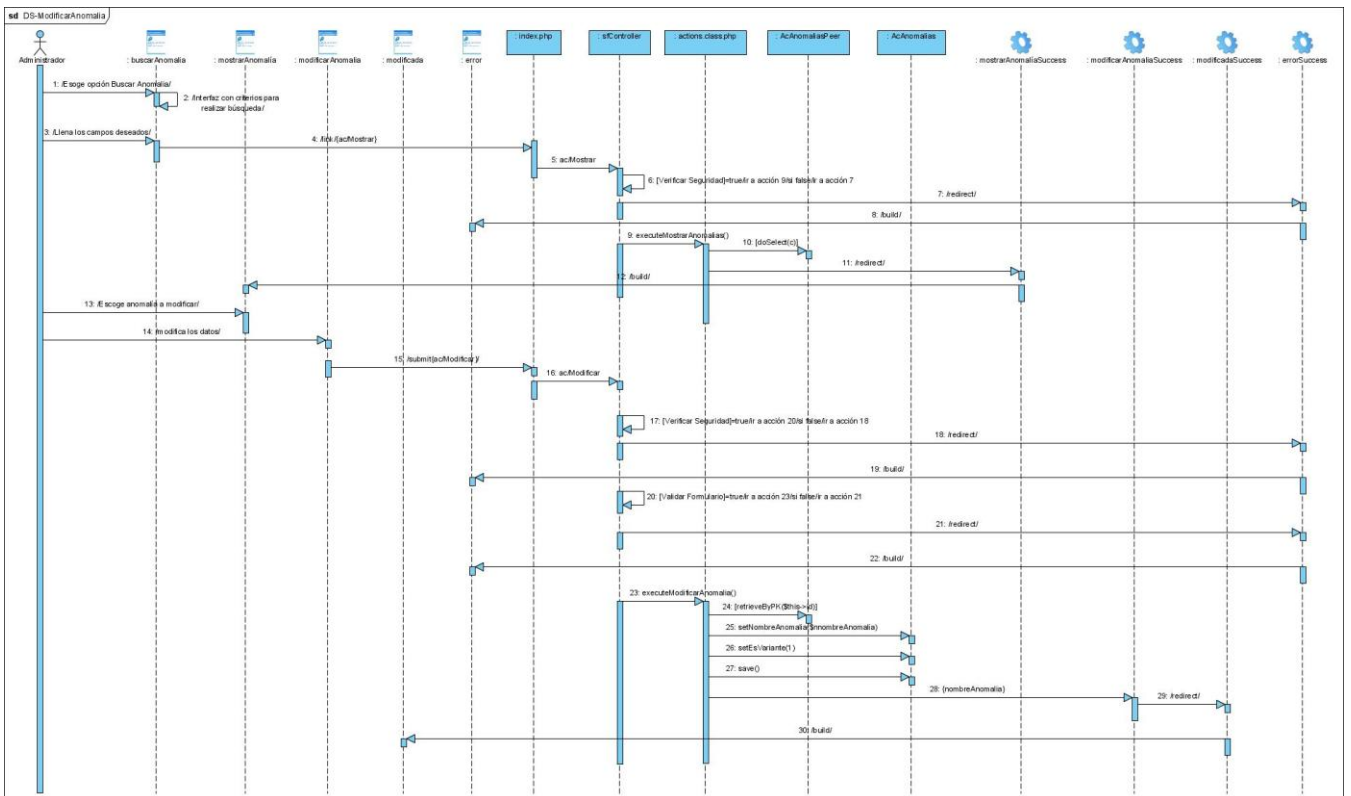 sd DS-ModificarAnomalia
Administrador
: buscarAnomalia
: mostrarAnomalia
: modificarAnomalia
: modificada
: error
: index.php
: sfController
: actions.class.php
: AcAnomaliasPeer
: AcAnomalias
: mostrarAnomaliaSuccess
: modificarAnomaliaSuccess
: modificadaSuccess
: errorSuccess
1: /Esoge opción Buscar Anomalia/
2: /Interfaz con criterios para
realizar búsqueda/
3: /Llena los campos deseados/
4: /link/{ac/Mostrar}
5: ac/Mostrar
6: [Verificar Seguridad]=true/ir a acción 9/si false/ir a acción 7
7: /redirect/
8: /build/
9: executeMostrarAnomalias()
10: [doSelect(c)]
11: /redirect/
12: /build/
13: /Escoge anomalia a modificar/
14: /modifica los datos/
15: /submit{ac/Modificar}/
16: ac/Modificar
17: [Verificar Seguridad]=true/ir a acción 20/si false/ir a acción 18
18: /redirect/
19: /build/
20: [Validar Formulario]=true/ir a acción 23/si false/ir a acción 21
21: /redirect/
22: /build/
23: executeModificarAnomalia()
24: [retrieveByPK($this->id)]
25: setNombreAnomalia($nnombreAnomalia)
26: setEsVariante(1)
27: save()
28: {nombreAnomalia}
29: /redirect/
30: /build/